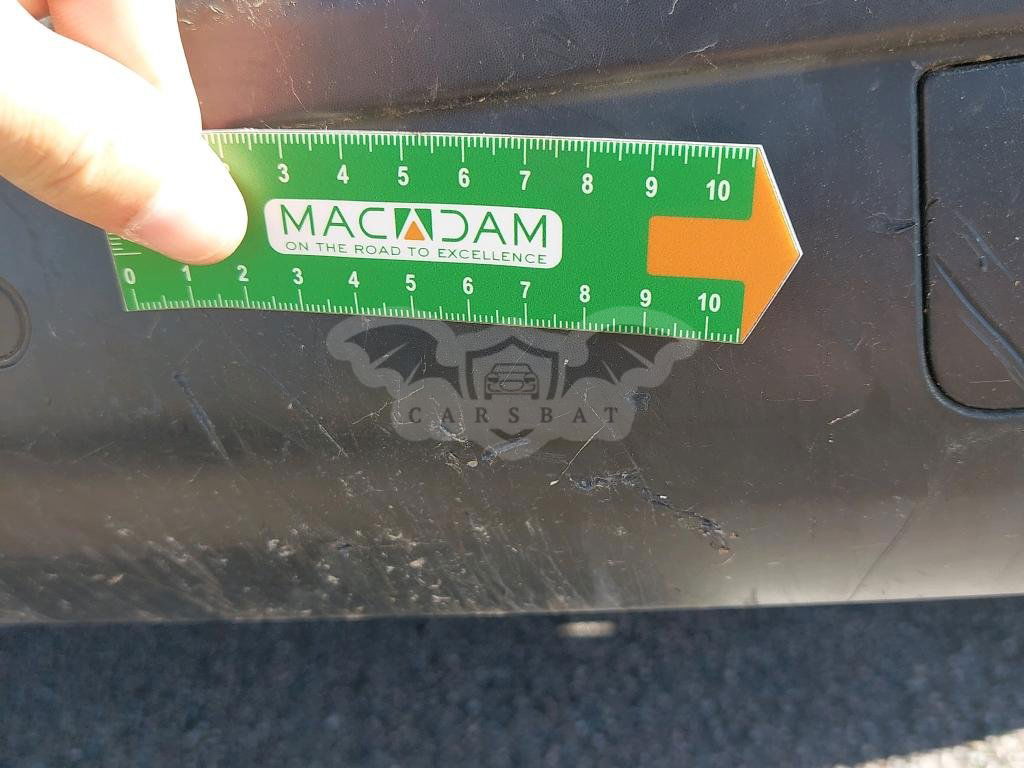 3 4 5 6 7 8 9 10
MACADAM
ON THE ROAD TO EXCELLENCE
0 1 2 3 4 5 6 7 8 9 10
CARSBAT